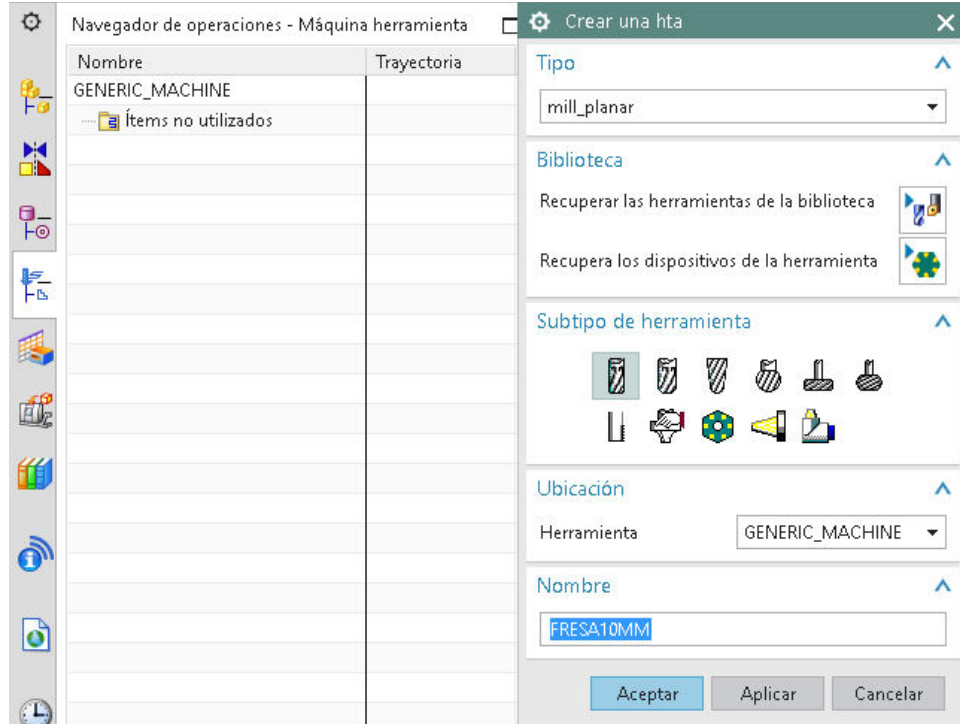 Navegador de operaciones - Máquina herramienta
Nombre Trayectoria
GENERIC_MACHINE
Ítems no utilizados
Crear una hta
Tipo
mill_planar
Biblioteca
Recuperar las herramientas de la biblioteca
Recupera los dispositivos de la herramienta
Subtipo de herramienta
Ubicación
Herramienta GENERIC_MACHINE
Nombre
FRESA10MM
Aceptar Aplicar Cancelar